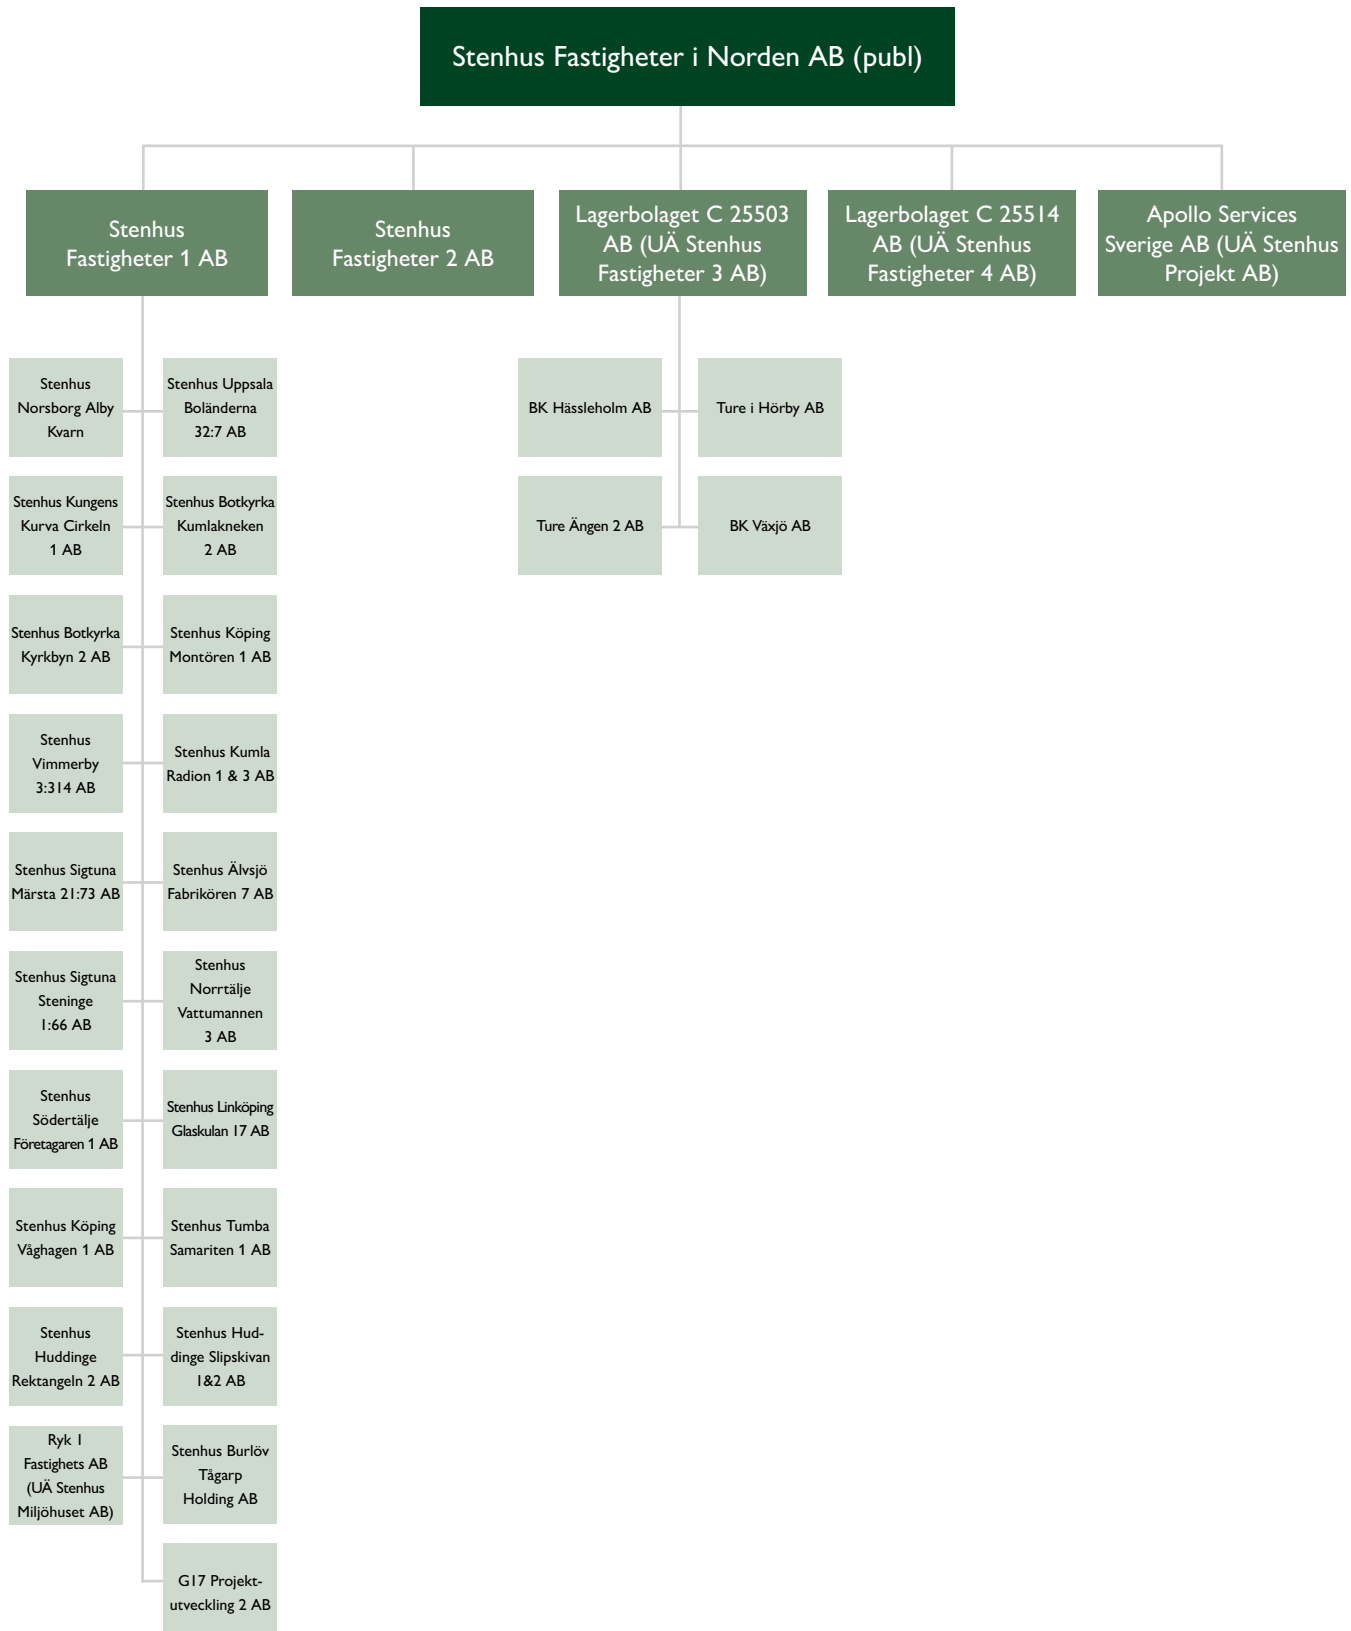 Stenhus Fastigheter i Norden AB (publ)
Stenhus
Fastigheter 1 AB
Stenhus
Fastigheter 2 AB
Lagerbolaget C 25503
AB (UÄ Stenhus
Fastigheter 3 AB)
Lagerbolaget C 25514
AB (UÄ Stenhus
Fastigheter 4 AB)
Apollo Services
Sverige AB (UÄ Stenhus
Projekt AB)
Stenhus
Norsborg Alby
Kvarn
Stenhus Uppsala
Boländerna
32:7 AB
BK Hässleholm AB
Ture i Hörby AB
Stenhus Kungens
Kurva Cirkeln
1 AB
Stenhus Botkyrka
Kumlakneken
2 AB
Ture Ängen 2 AB
BK Växjö AB
Stenhus Botkyrka
Kyrkbyn 2 AB
Stenhus Köping
Montören 1 AB
Stenhus
Vimmerby
3:314 AB
Stenhus Kumla
Radion 1 & 3 AB
Stenhus Sigtuna
Märsta 21:73 AB
Stenhus Älvsjö
Fabrikören 7 AB
Stenhus Sigtuna
Steninge
1:66 AB
Stenhus
Norrtälje
Vattumannen
3 AB
Stenhus
Södertälje
Företagaren 1 AB
Stenhus Linköping
Glaskulan 17 AB
Stenhus Köping
Våghagen 1 AB
Stenhus Tumba
Samariten 1 AB
Stenhus
Huddinge
Rektangeln 2 AB
Stenhus Hud-
dinge Slipskivan
1&2 AB
Ryk 1
Fastighets AB
(UÄ Stenhus
Miljöhuset AB)
Stenhus Burlöv
Tågarp
Holding AB
G17 Projekt-
utveckling 2 AB